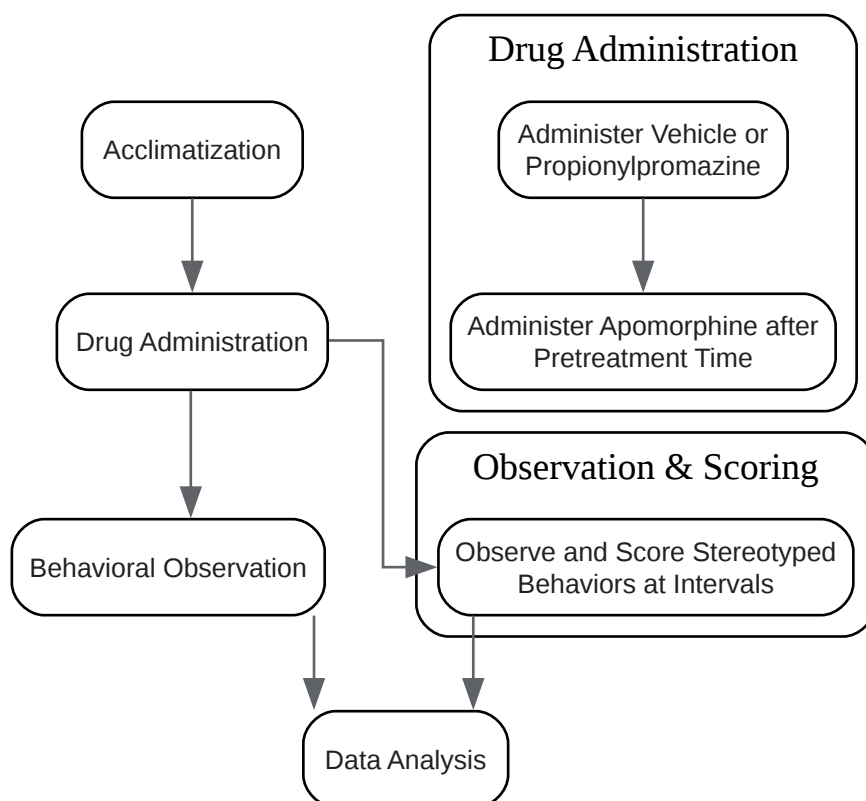 Drug Administration
Acclimatization
Administer Vehicle or
Propionylpromazine
Drug Administration
Administer Apomorphine after
Pretreatment Time
Observation & Scoring
Behavioral Observation
Observe and Score Stereotyped
Behaviors at Intervals
Data Analysis